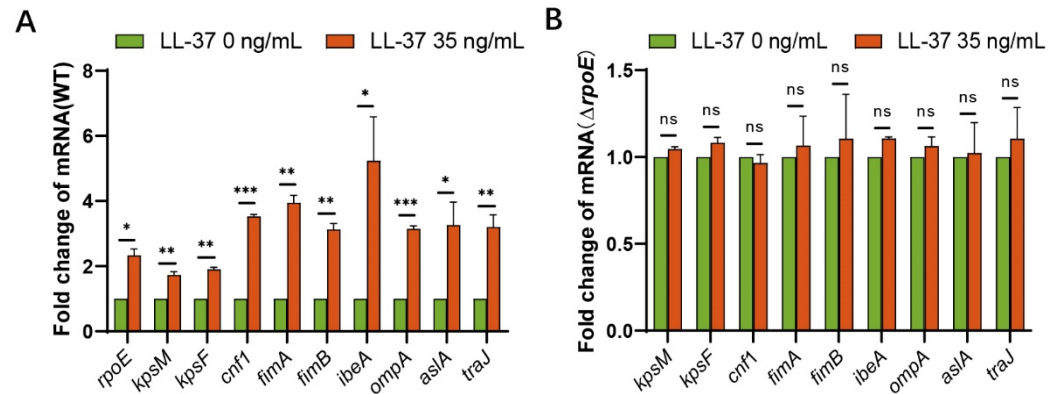 A
LL-37 0 ng/mL LL-37 35 ng/mL
Fold change of mRNA(WT)
8
6
4
2
0
* ** ** *** ** ** * *** * **
rpoE kpsM kpsF cnf1 fimA fimB ibeA ompA aslA traJ
B
LL-37 0 ng/mL LL-37 35 ng/mL
Fold change of mRNA(ΔrpoE)
1.5
1.0
0.5
0.0
ns ns ns ns ns ns ns ns ns
kpsM kpsF cnf1 fimA fimB ibeA ompA aslA traJ